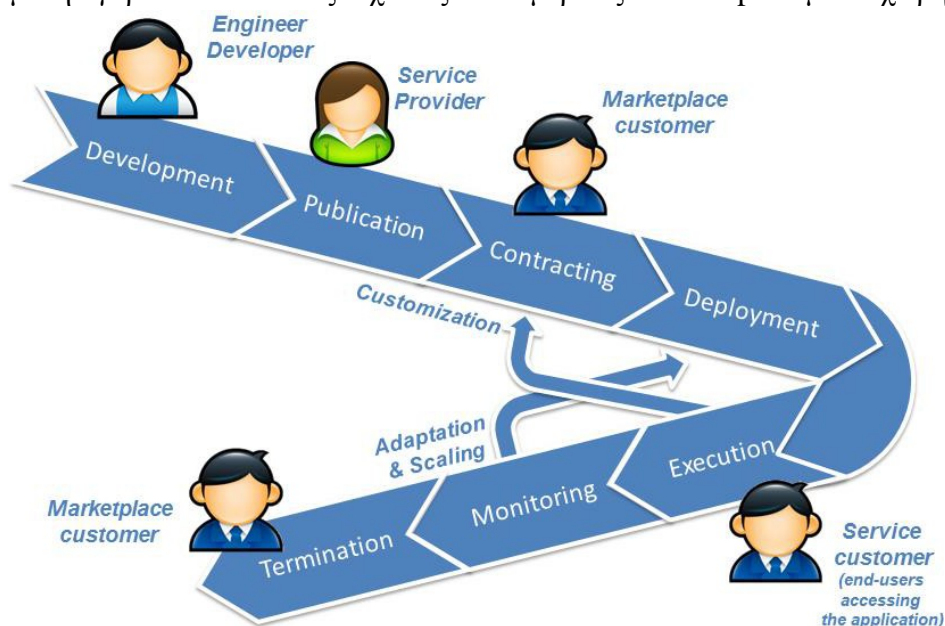 Engineer
Developer
Service
Provider
Marketplace
customer
Development
Publication
Contracting
Deployment
Customization
Adaptation
& Scaling
Execution
Monitoring
Termination
Marketplace
customer
Service
customer
(end-users
accessing
the application)